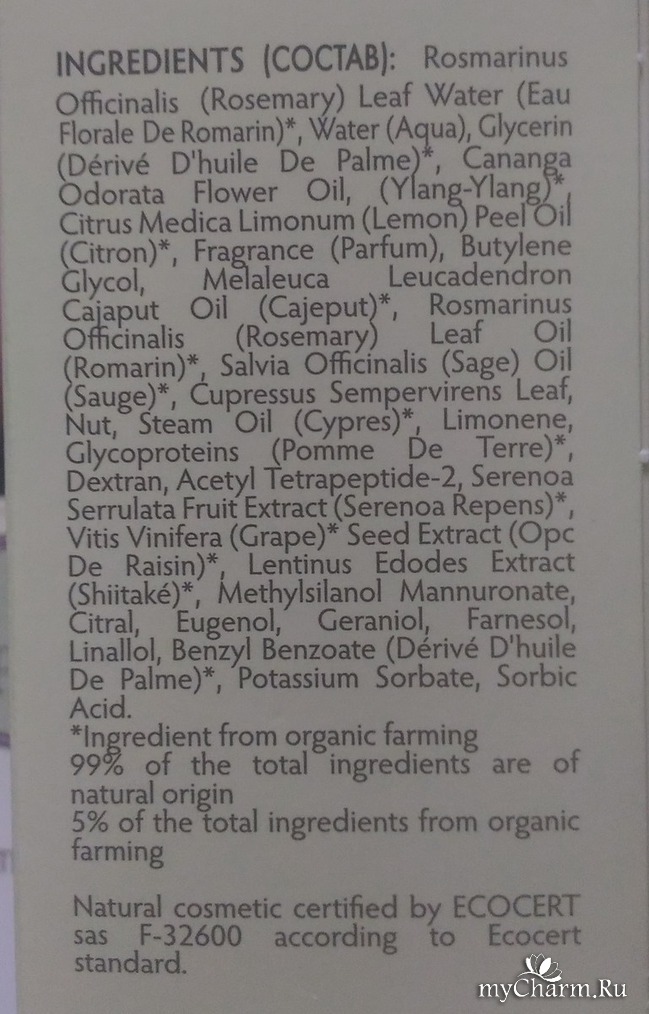 INGREDIENTS (СОСТАВ): Rosmarinus
Officinalis (Rosemary) Leaf Water (Eau
Florale De Romarin)*, Water (Aqua), Glycerin
(Dérivé D'huile De Palme)*, Cananga
Odorata Flower Oil, (Ylang-Ylang)*,
Citrus Medica Limonum (Lemon) Peel Oil
(Citron)*, Fragrance (Parfum), Butylene
Glycol, Melaleuca Leucadendron
Cajaput Oil (Cajeput)*, Rosmarinus
Officinalis (Rosemary) Leaf Oil
(Romarin)*, Salvia Officinalis (Sage) Oil
(Sauge)*, Cupressus Sempervirens Leaf,
Nut, Steam Oil (Cypres)*, Limonene,
Glycoproteins (Pomme De Terre)*,
Dextran, Acetyl Tetrapeptide-2, Serenoa
Serrulata Fruit Extract (Serenoa Repens)*,
Vitis Vinifera (Grape)* Seed Extract (Opc
De Raisin)*, Lentinus Edodes Extract
(Shiitaké)*, Methylsilanol Mannuronate,
Citral, Eugenol, Geraniol, Farnesol,
Linallol, Benzyl Benzoate (Dérivé D'huile
De Palme)*, Potassium Sorbate, Sorbic
Acid.
*Ingredient from organic farming
99% of the total ingredients are of
natural origin
5% of the total ingredients from organic
farming
Natural cosmetic certified by ECOCERT
sas F-32600 according to Ecocert
standard.
myCharm.Ru